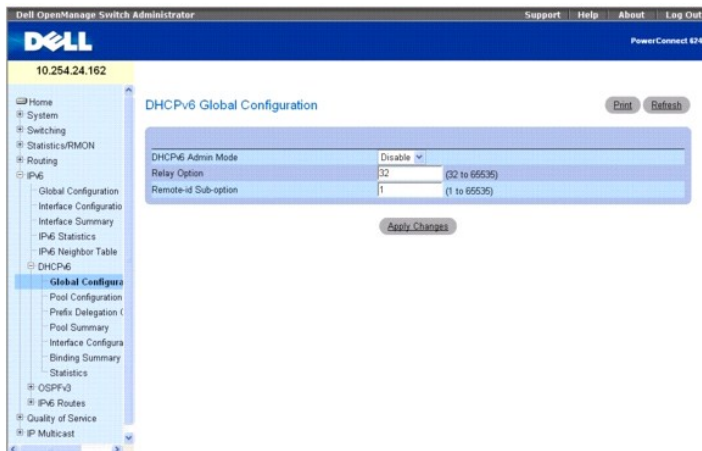 Dell OpenManage Switch Administrator
Support Help About Log Out
DELL
PowerConnect 624
10.254.24.162
Home
System
Switching
Statistics/RMON
Routing
IPv6
Global Configuration
Interface Configuratio
Interface Summary
IPv6 Statistics
IPv6 Neighbor Table
DHCPv6
Global Configura
Pool Configuration
Prefix Delegation (
Pool Summary
Interface Configura
Binding Summary
Statistics
OSPFv3
IPv6 Routes
Quality of Service
IP Multicast
DHCPv6 Global Configuration
Print Refresh
DHCPv6 Admin Mode Disable
Relay Option 32 (32 to 65535)
Remote-id Sub-option 1 (1 to 65535)
Apply Changes